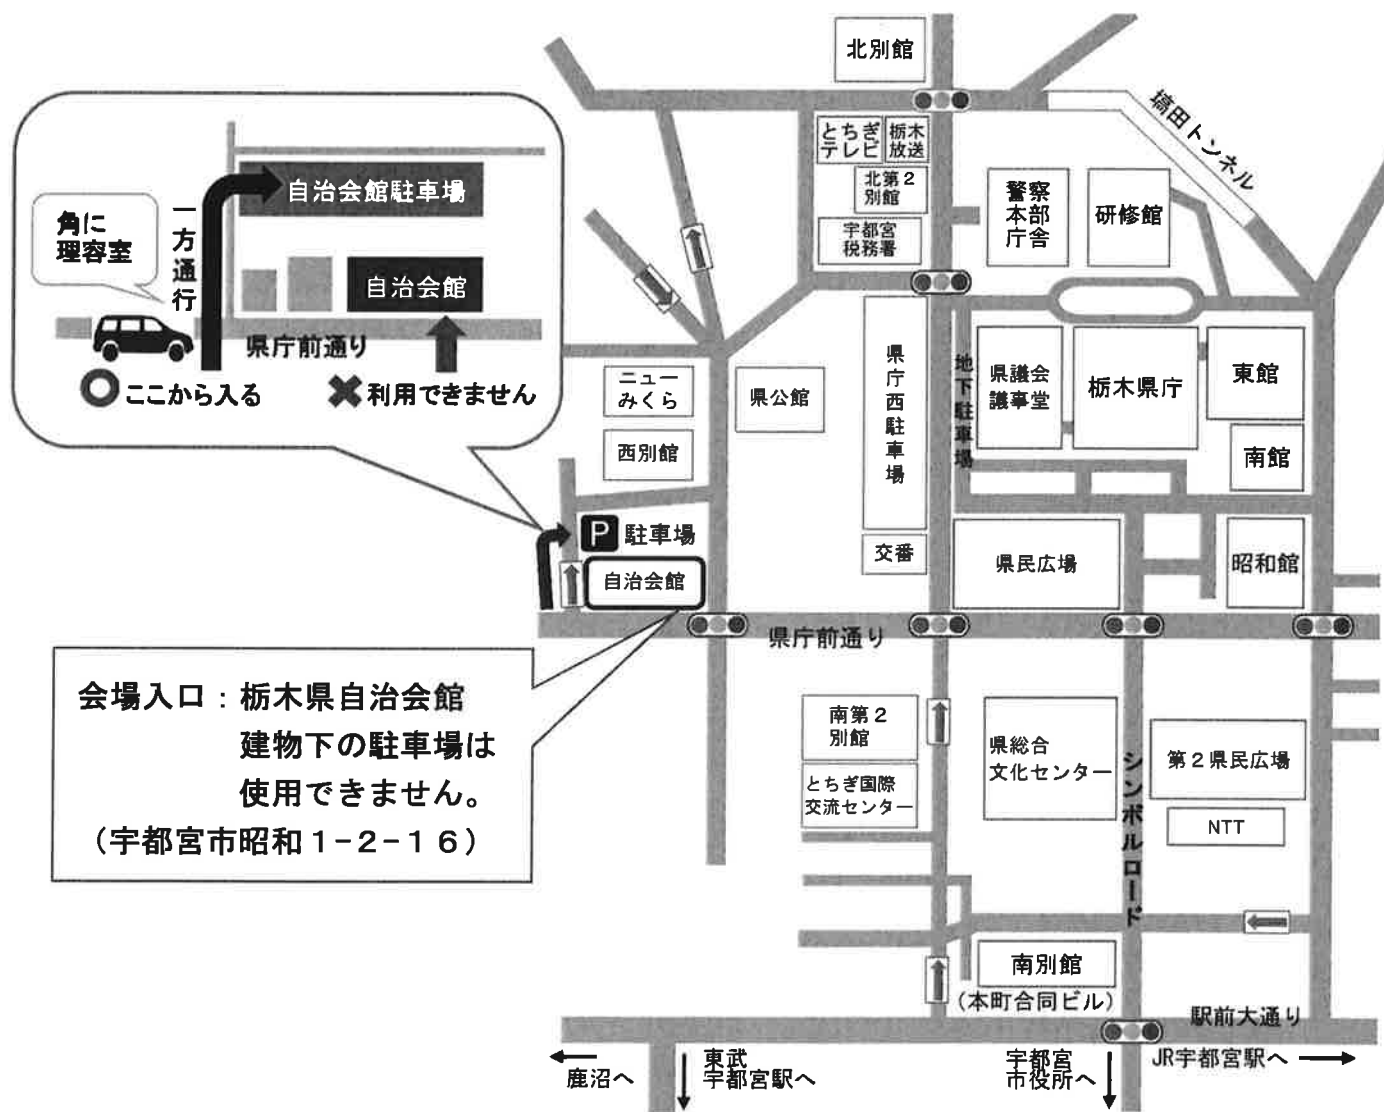 北別館
塙田トンネル
とちぎ
テレビ
栃木
放送
北第２
別館
宇都宮
税務署
警察
本部
庁舎
研修館
自治会館駐車場
角に
理容室
一方通行
自治会館
県庁前通り
ここから入る
利用できません
ニュー
みくら
県公館
西別館
県庁西駐車場
地下駐車場
県議会
議事堂
栃木県庁
東館
南館
P 駐車場
自治会館
交番
県民広場
昭和館
県庁前通り
会場入口：栃木県自治会館
建物下の駐車場は
使用できません。
（宇都宮市昭和１−２−１６）
南第２
別館
とちぎ国際
交流センター
県総合
文化センター
シンボルロード
第２県民広場
NTT
南別館
（本町合同ビル）
駅前大通り
鹿沼へ
東武
宇都宮駅へ
宇都宮
市役所へ
JR宇都宮駅へ